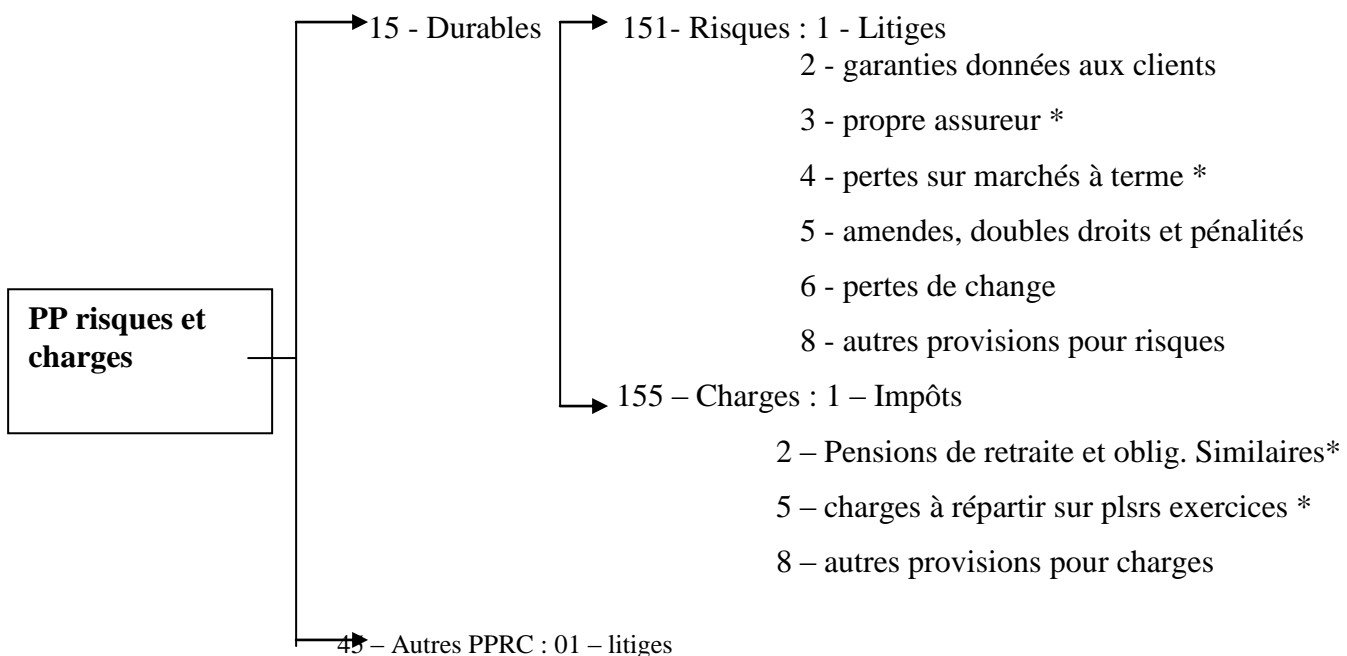 15 - Durables
151- Risques : 1 - Litiges
2 - garanties données aux clients
3 - propre assureur *
4 - pertes sur marchés à terme *
5 - amendes, doubles droits et pénalités
6 - pertes de change
8 - autres provisions pour risques
PP risques et
charges
155 – Charges : 1 – Impôts
2 – Pensions de retraite et oblig. Similaires*
5 – charges à répartir sur plsrs exercices *
8 – autres provisions pour charges
45 – Autres PPRC : 01 – litiges